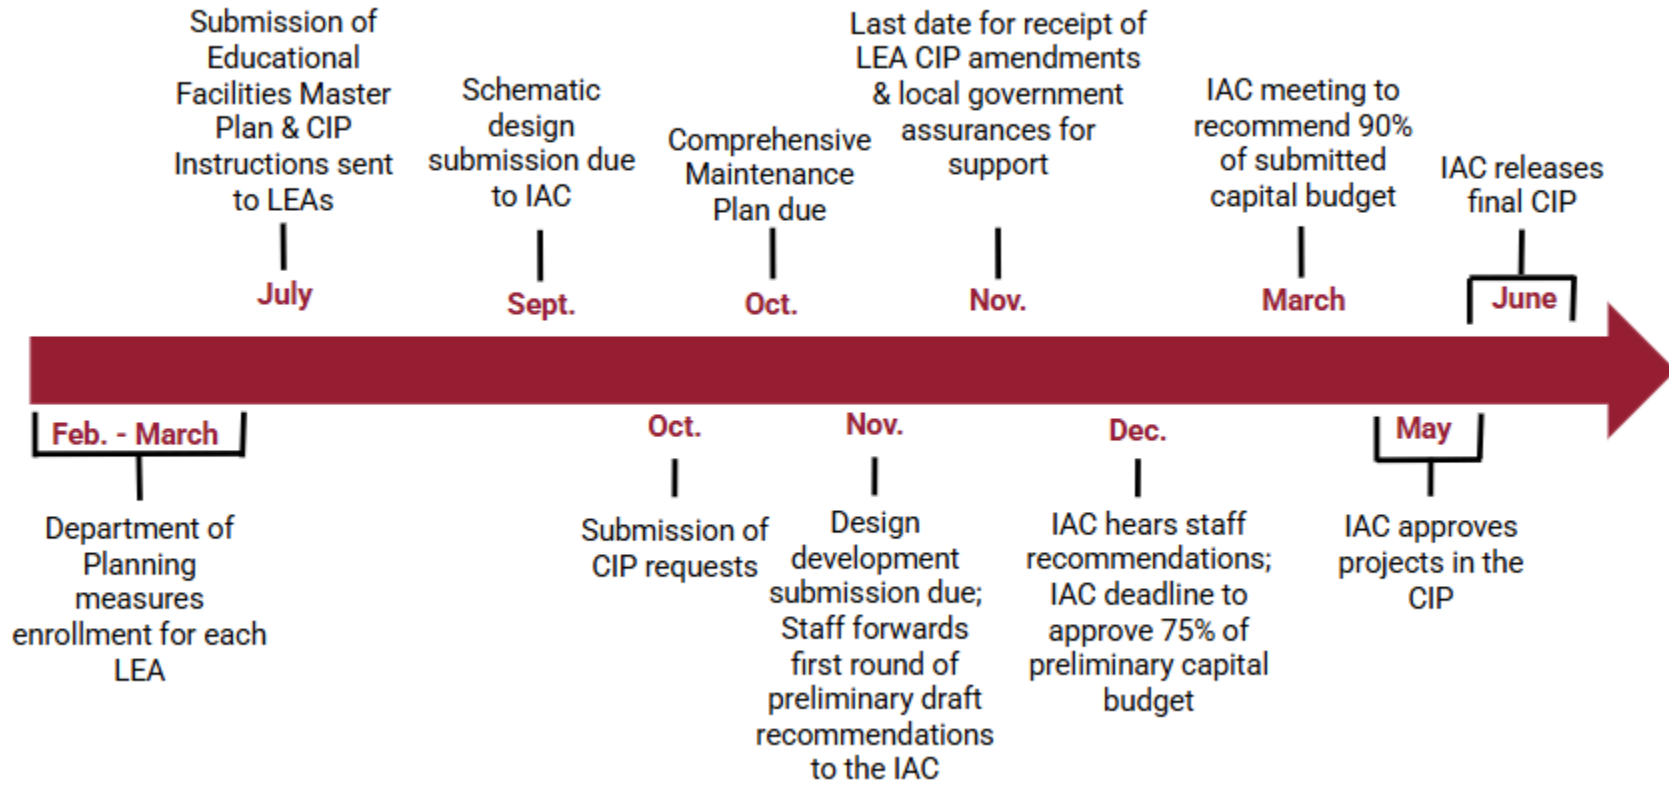 Submission of
Educational
Facilities Master
Plan & CIP
Instructions sent
to LEAs
July
Schematic
design
submission due
to IAC
Sept.
Comprehensive
Maintenance
Plan due
Oct.
Last date for receipt of
LEA CIP amendments
& local government
assurances for
support
Nov.
IAC meeting to
recommend 90%
of submitted
capital budget
March
IAC releases
final CIP
June
Feb. - March
Department of
Planning
measures
enrollment for each
LEA
Oct.
Submission of
CIP requests
Nov.
Design
development
submission due;
Staff forwards
first round of
preliminary draft
recommendations
to the IAC
Dec.
IAC hears staff
recommendations;
IAC deadline to
approve 75% of
preliminary capital
budget
May
IAC approves
projects in the
CIP